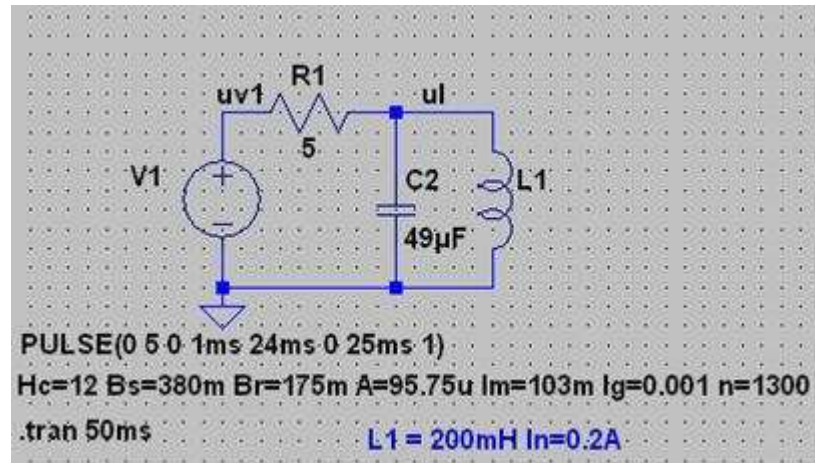 R1
uv1
ul
5
V1
C2
L1
49µF
PULSE(0 5 0 1ms 24ms 0 25ms 1)
Hc=12 Bs=380m Br=175m A=95.75u lm=103m lg=0.001 n=1300
.tran 50ms
L1 = 200mH In=0.2A